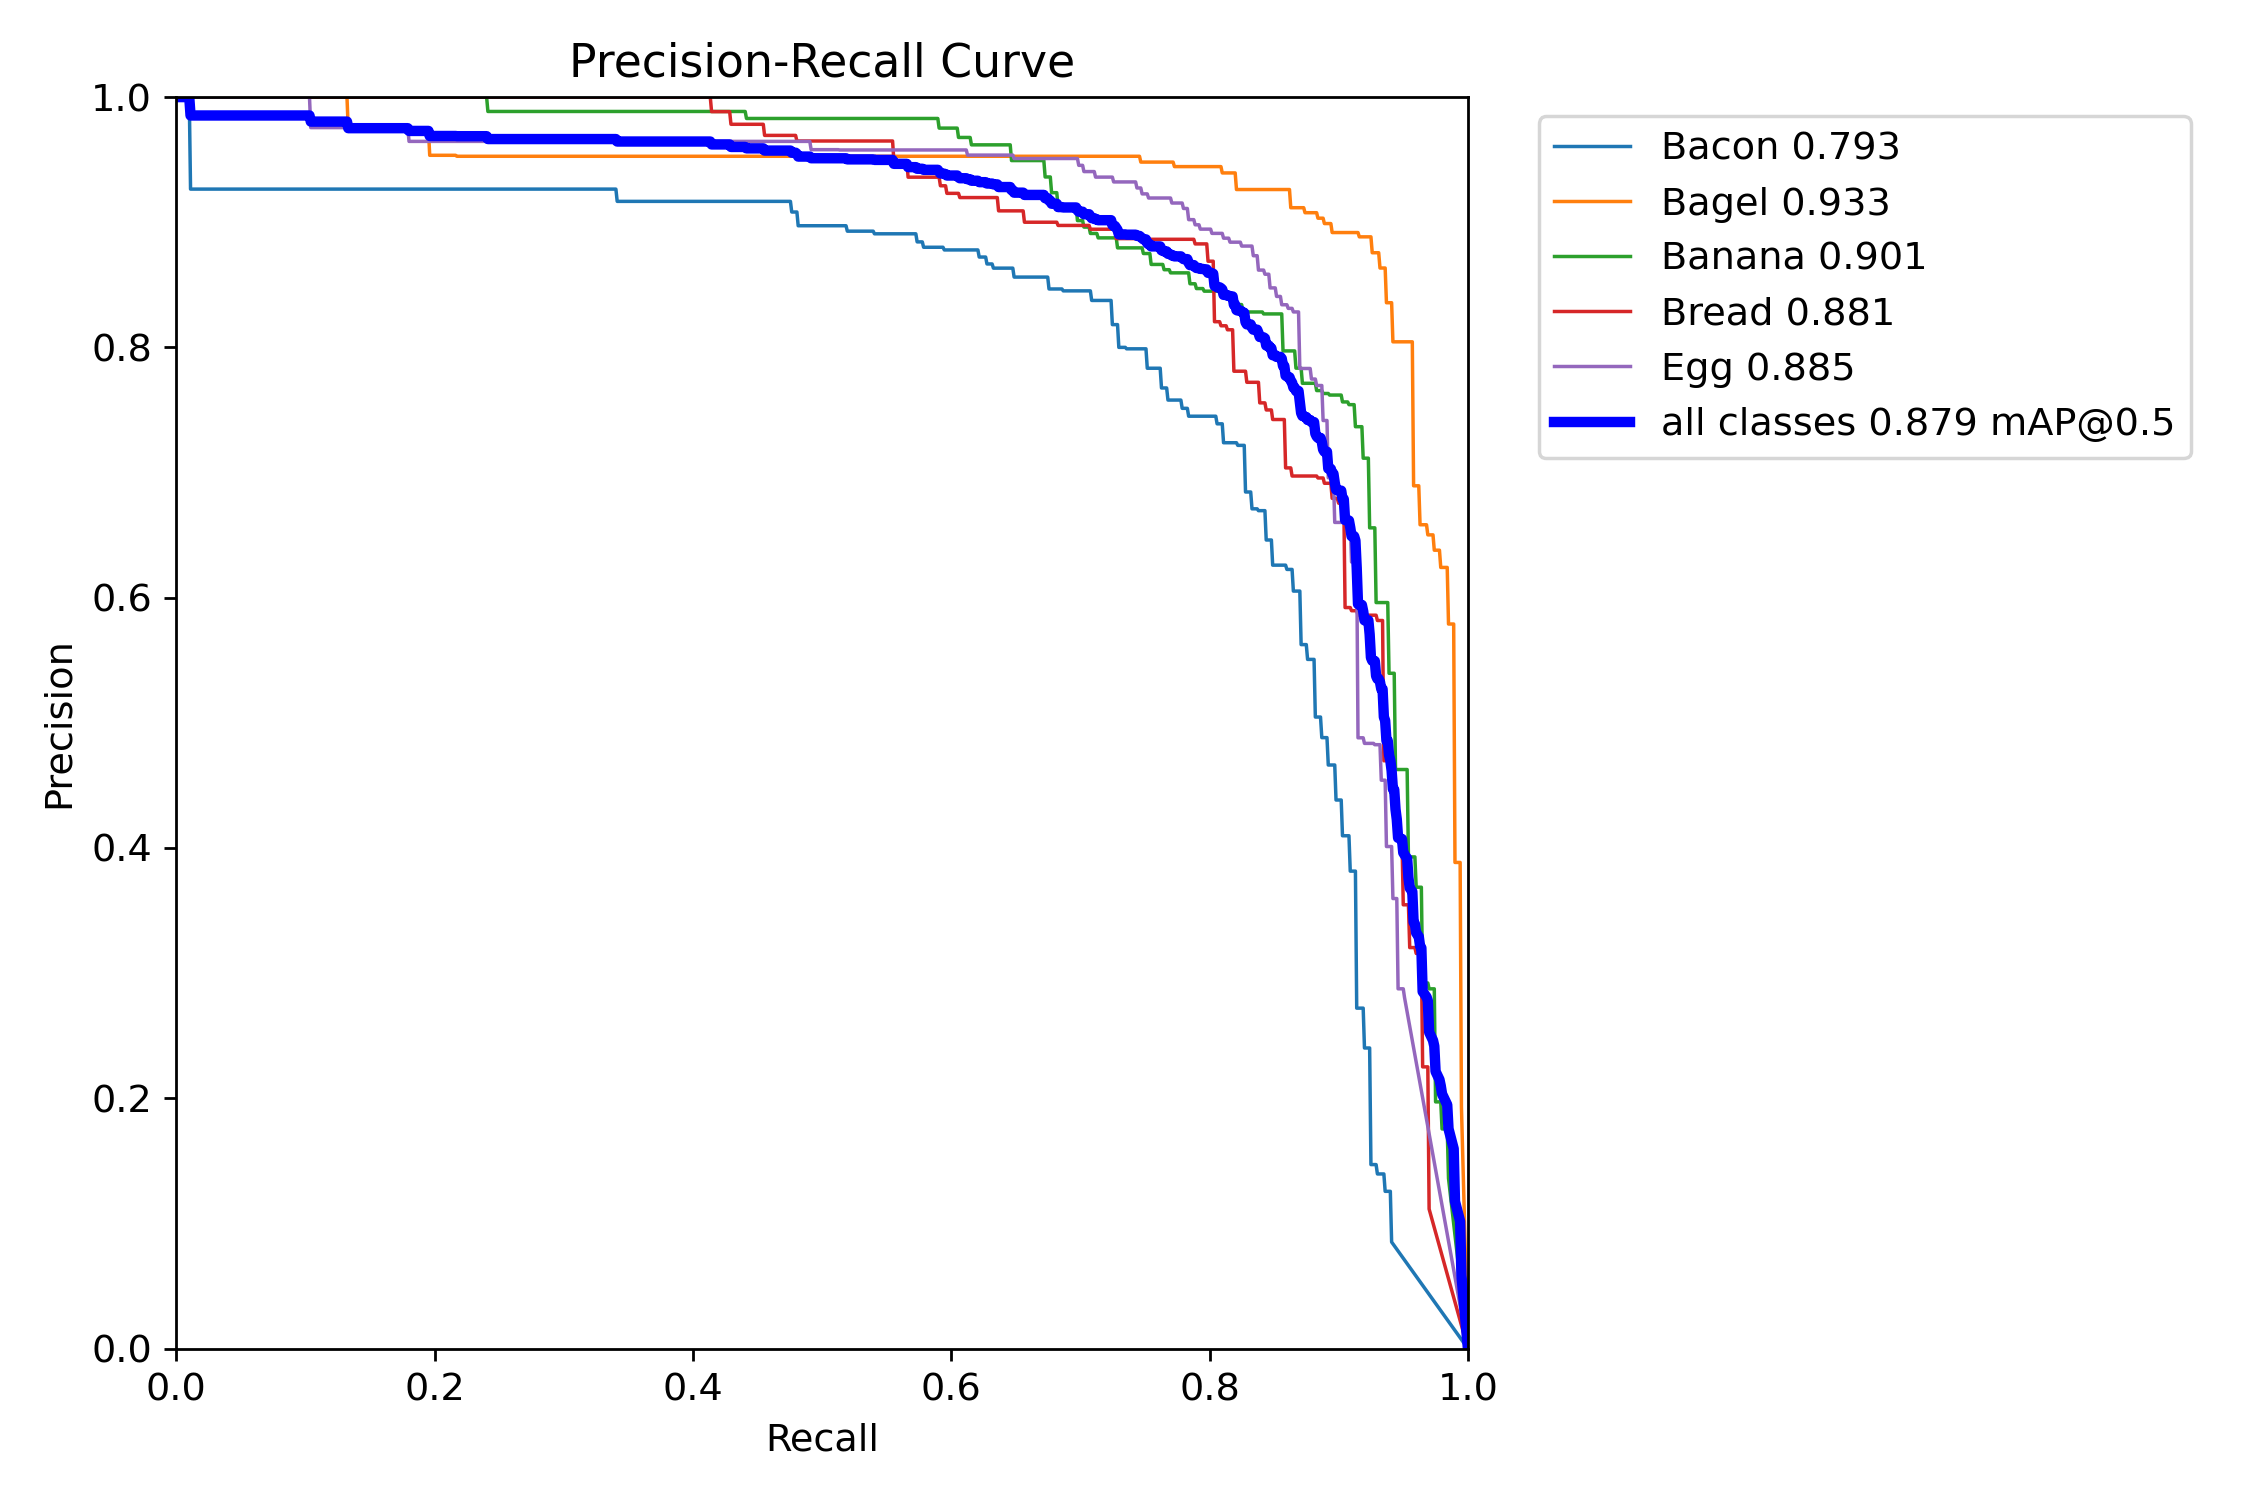 Precision-Recall Curve
1.0
0.8
0.6
0.4
0.2
0.0
Precision
0.0 0.2 0.4 0.6 0.8 1.0
Recall
Bacon 0.793
Bagel 0.933
Banana 0.901
Bread 0.881
Egg 0.885
all classes 0.879 mAP@0.5